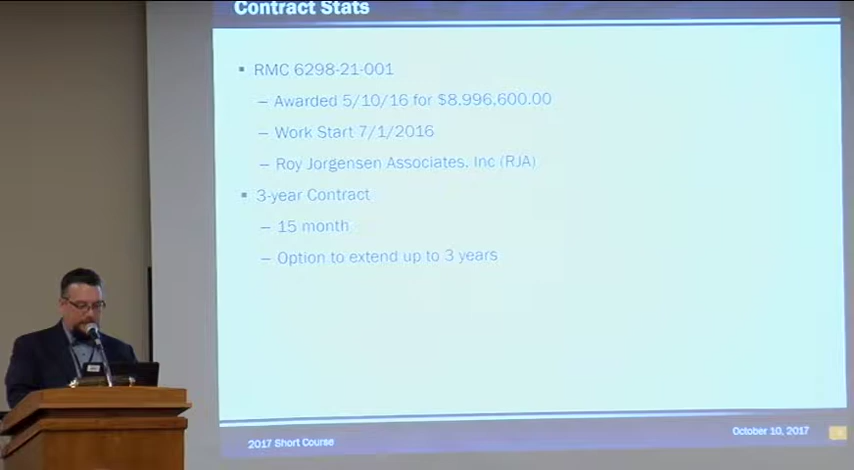 Contract Stats
▪ RMC 6298-21-001
– Awarded 5/10/16 for $8,996,600.00
– Work Start 7/1/2016
– Roy Jorgensen Associates, Inc (RJA)
▪ 3-year Contract
– 15 month
– Option to extend up to 3 years
2017 Short Course
October 10, 2017